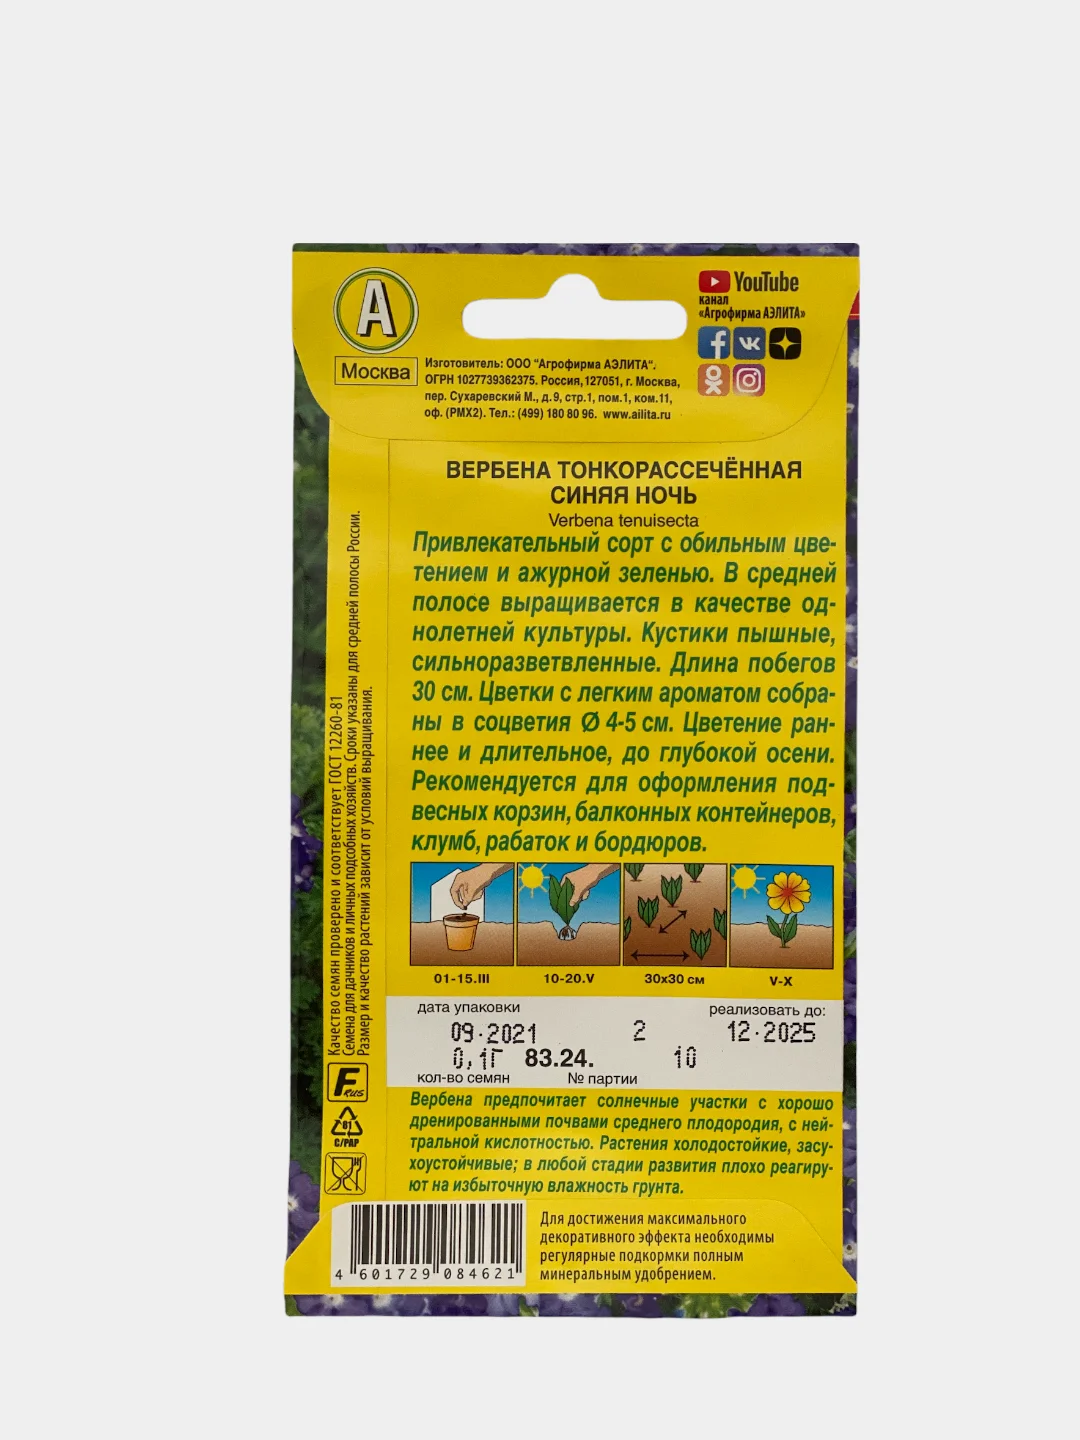 А
Москва
YouTube
канал
«Агрофирма АЭЛИТА»
Изготовитель: ООО "Агрофирма АЭЛИТА".
ОГРН 1027739362375. Россия,127051, г. Москва,
пер. Сухаревский М., д.9, стр.1, пом.1, ком.11,
оф. (РМХ2). Тел.: (499) 180 80 96. www.ailita.ru
ВЕРБЕНА ТОНКОРАССЕЧЁННАЯ
СИНЯЯ НОЧЬ
Verbena tenuisecta
Привлекательный сорт с обильным цве-
тением и ажурной зеленью. В средней
полосе выращивается в качестве од-
нолетней культуры. Кустики пышные,
сильноразветвленные. Длина побегов
30 см. Цветки с легким ароматом собра-
ны в соцветия Ø 4-5 см. Цветение ран-
нее и длительное, до глубокой осени.
Рекомендуется для оформления под-
весных корзин, балконных контейнеров,
клумб, рабаток и бордюров.
01-15.III 10-20.V 30х30 см V-X
дата упаковки реализовать до:
09.2021 2 12.2025
0,1Г 83.24. 10
кол-во семян № партии
Вербена предпочитает солнечные участки с хорошо
дренированными почвами среднего плодородия, с ней-
тральной кислотностью. Растения холодостойкие, засу-
хоустойчивые; в любой стадии развития плохо реагиру-
ют на избыточную влажность грунта.
Качество семян проверено и соответствует ГОСТ 12260-81
Семена для дачников и личных подсобных хозяйств. Сроки указаны для средней полосы России.
Размер и качество растений зависит от условий выращивания.
F RUS
81
C/PAP
4 601729 084621
Для достижения максимального
декоративного эффекта необходимы
регулярные подкормки полным
минеральным удобрением.